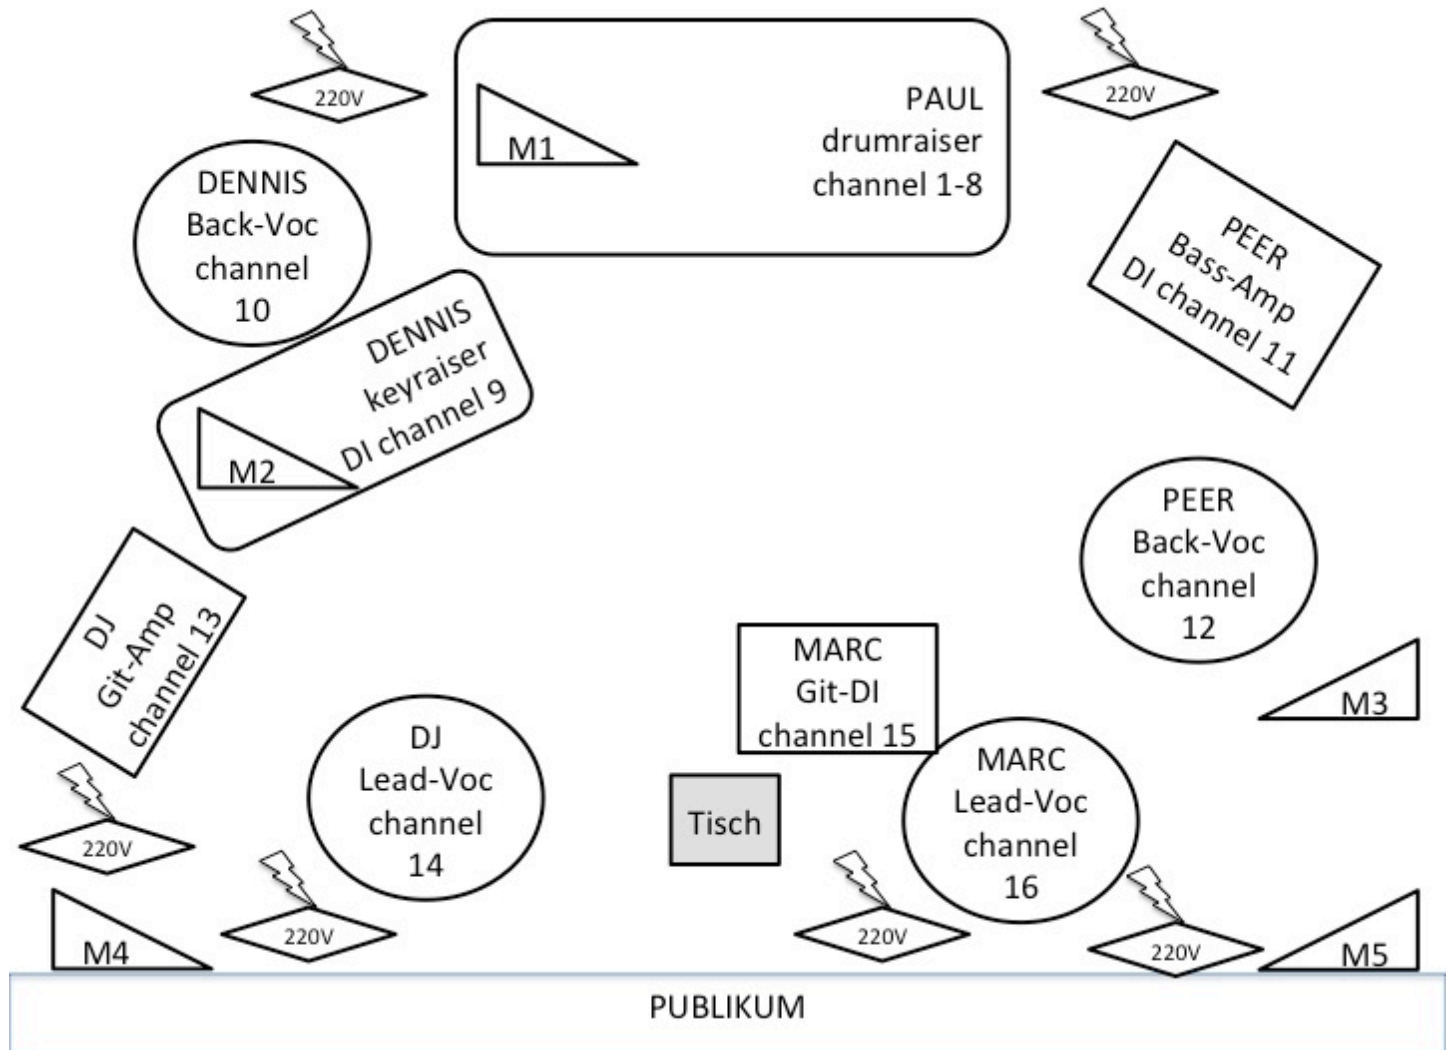 220V
220V
PAUL
drumraiser
channel 1-8
M1
DENNIS
Back-Voc
channel
10
PEER
Bass-Amp
DI channel 11
DENNIS
keyraiser
DI channel 9
M2
PEER
Back-Voc
channel
12
DJ
Git-Amp
channel 13
MARC
Git-DI
channel 15
M3
DJ
Lead-Voc
channel
14
MARC
Lead-Voc
channel
16
Tisch
220V
220V
220V
220V
M4
M5
PUBLIKUM